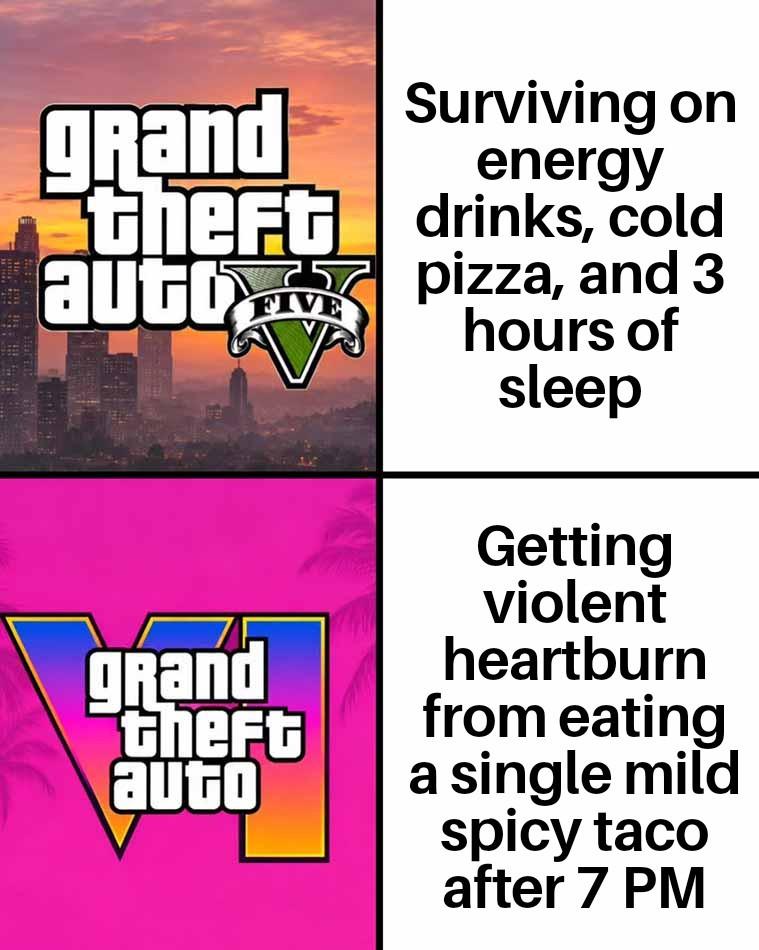 grand
theft
auto V
FIVE
Surviving on
energy
drinks, cold
pizza, and 3
hours of
sleep
VI
grand
theft
auto
Getting
violent
heartburn
from eating
a single mild
spicy taco
after 7 PM